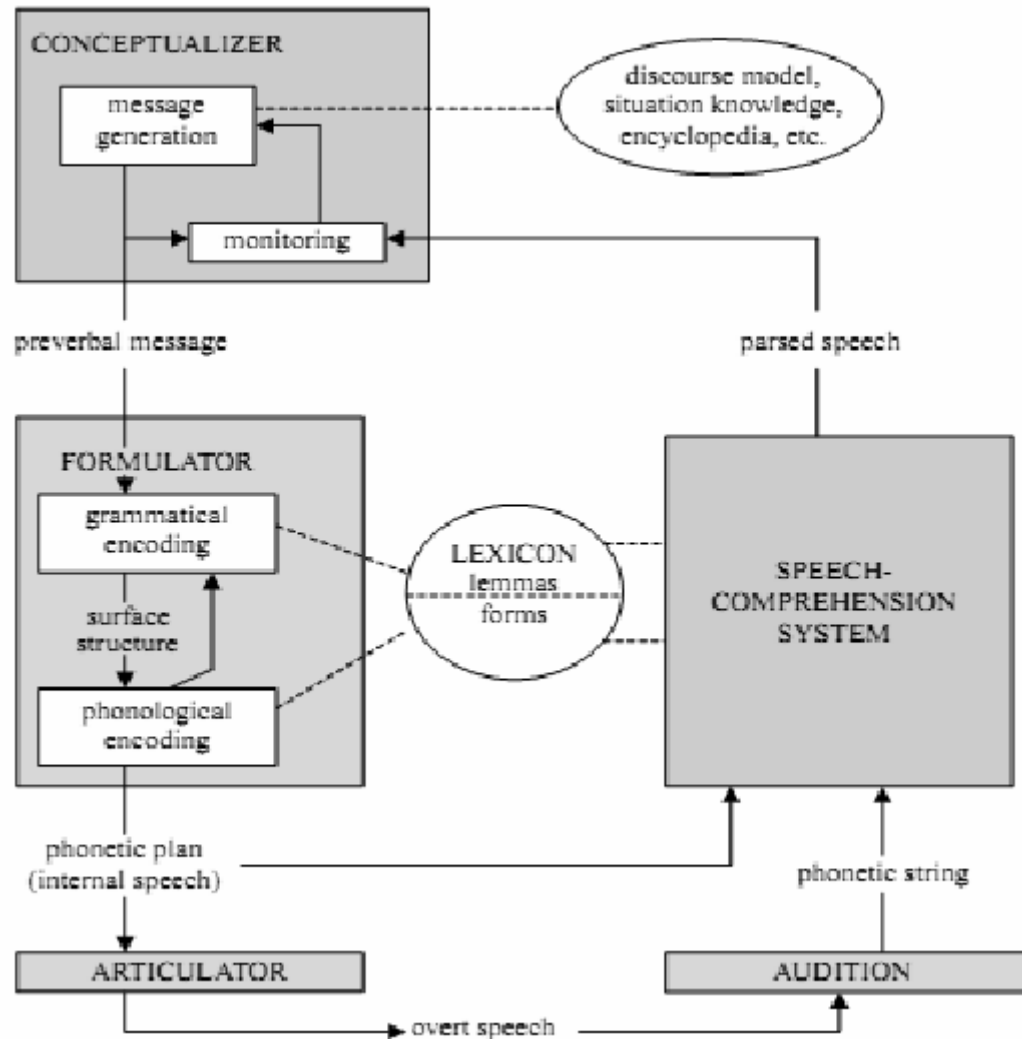 CONCEPTUALIZER
message
generation
monitoring
discourse model,
situation knowledge,
encyclopedia, etc.
preverbal message
parsed speech
FORMULATOR
grammatical
encoding
surface
structure
phonological
encoding
LEXICON
lemmas
forms
SPEECH-
COMPREHENSION
SYSTEM
phonetic plan
(internal speech)
phonetic string
ARTICULATOR
AUDITION
overt speech